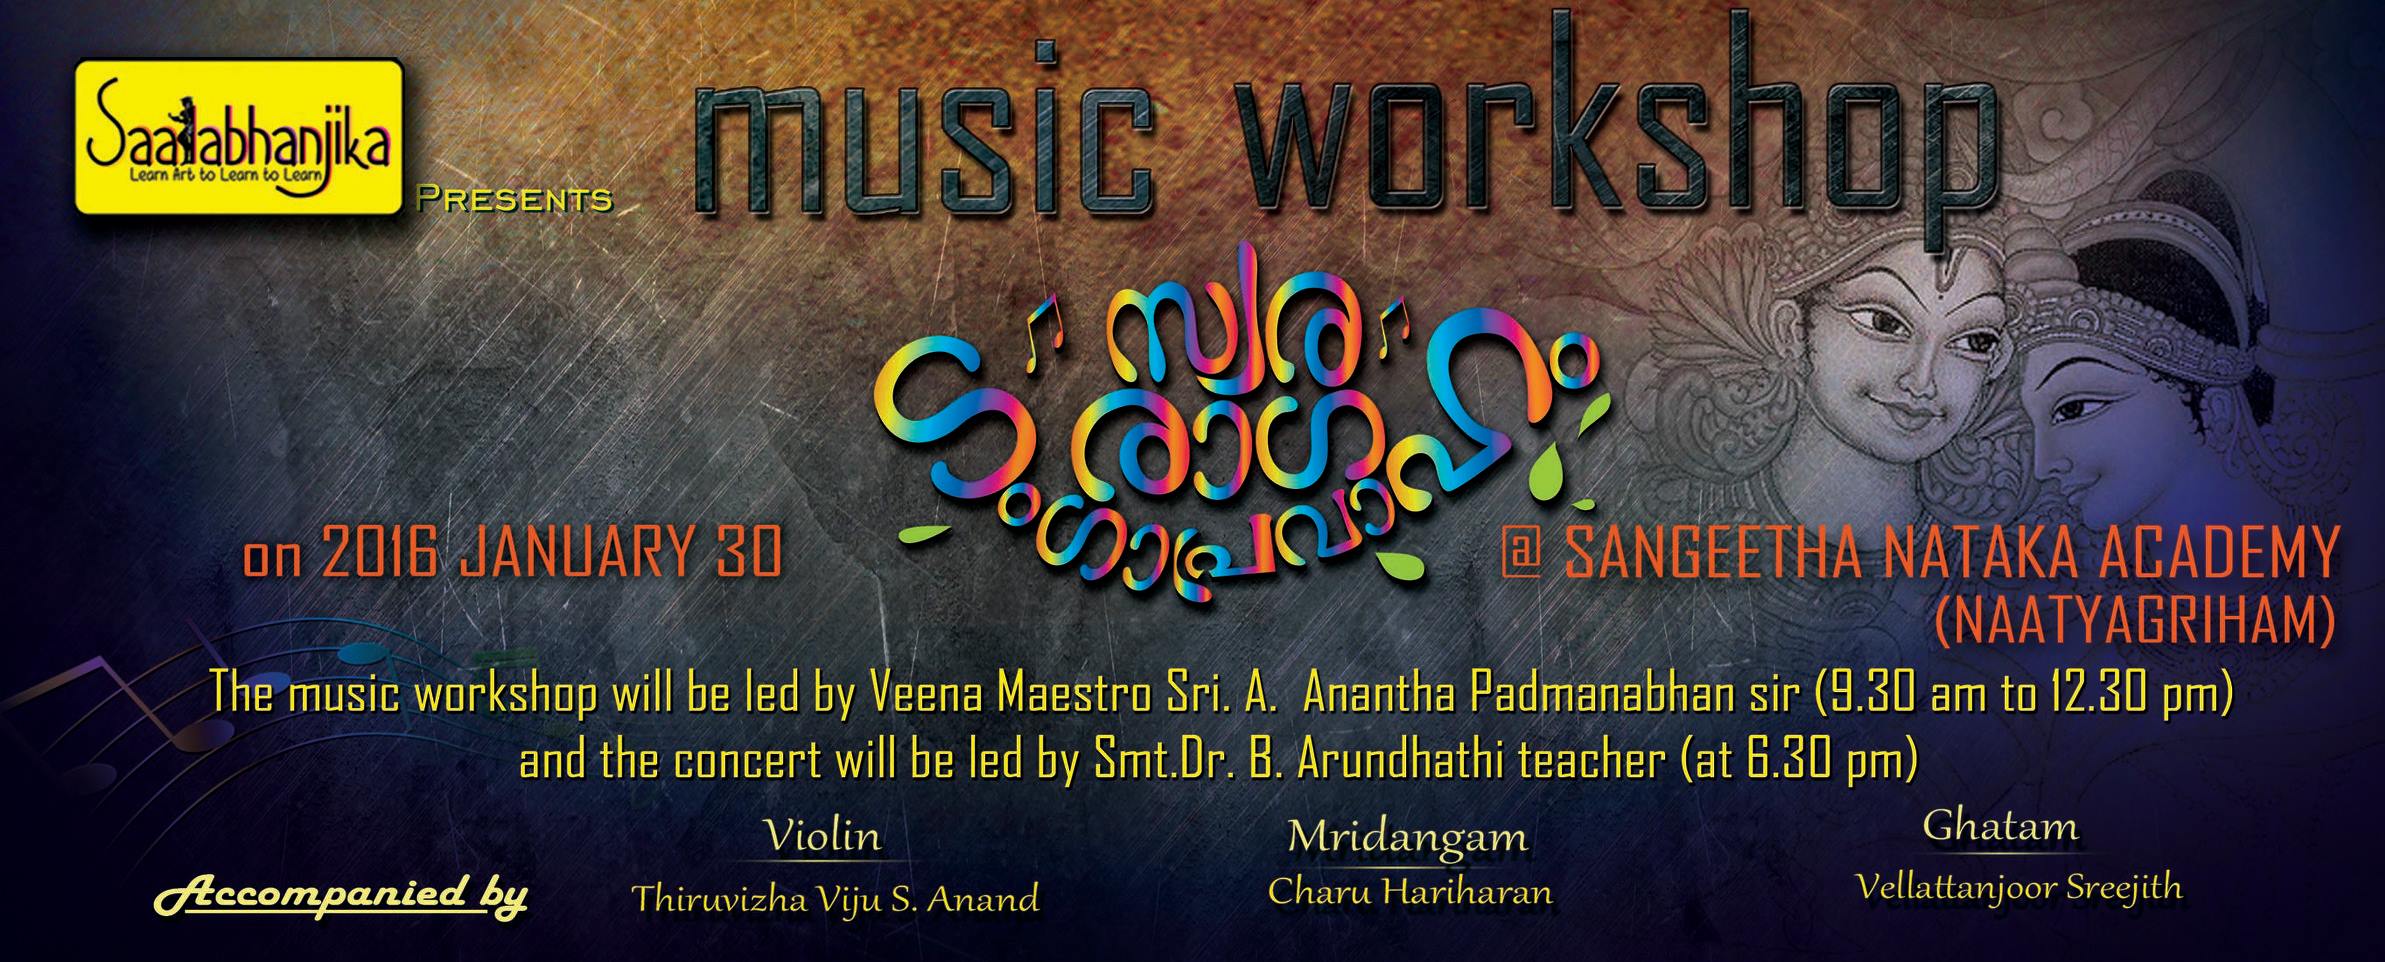 Saalabhanjika
Learn Art to Learn to Learn
PRESENTS
music workshop
സ്വര
രാഗ
ഗംഗാപ്രവാഹം
on 2016 JANUARY 30
@ SANGEETHA NATAKA ACADEMY
(NAATYAGRIHAM)
The music workshop will be led by Veena Maestro Sri. A. Anantha Padmanabhan sir (9.30 am to 12.30 pm)
and the concert will be led by Smt.Dr. B. Arundhathi teacher (at 6.30 pm)
Accompanied by
Violin
Thiruvizha Viju S. Anand
Mridangam
Charu Hariharan
Ghatam
Vellattanjoor Sreejith